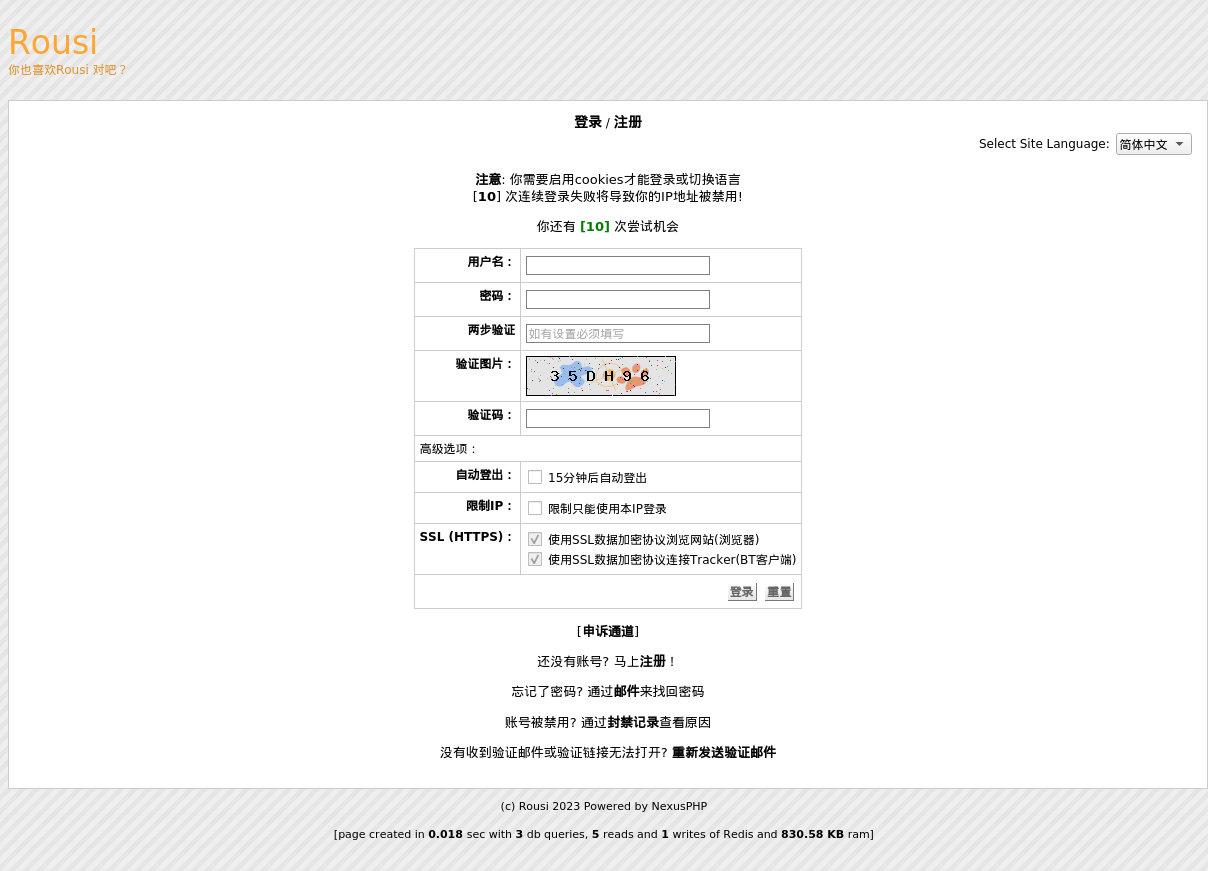 Rousi
你也喜欢Rousi 对吧？
登录 / 注册
Select Site Language: 简体中文
注意: 你需要启用cookies才能登录或切换语言
[10] 次连续登录失败将导致你的IP地址被禁用!
你还有 [10] 次尝试机会
用户名：
密码：
两步验证 如有设置必须填写
验证图片： 35DH96
验证码：
高级选项：
自动登出： 15分钟后自动登出
限制IP： 限制只能使用本IP登录
SSL (HTTPS)： 使用SSL数据加密协议浏览网站(浏览器)
使用SSL数据加密协议连接Tracker(BT客户端)
登录 重置
[申诉通道]
还没有账号? 马上注册！
忘记了密码? 通过邮件来找回密码
账号被禁用? 通过封禁记录查看原因
没有收到验证邮件或验证链接无法打开? 重新发送验证邮件
(c) Rousi 2023 Powered by NexusPHP
[page created in 0.018 sec with 3 db queries, 5 reads and 1 writes of Redis and 830.58 KB ram]